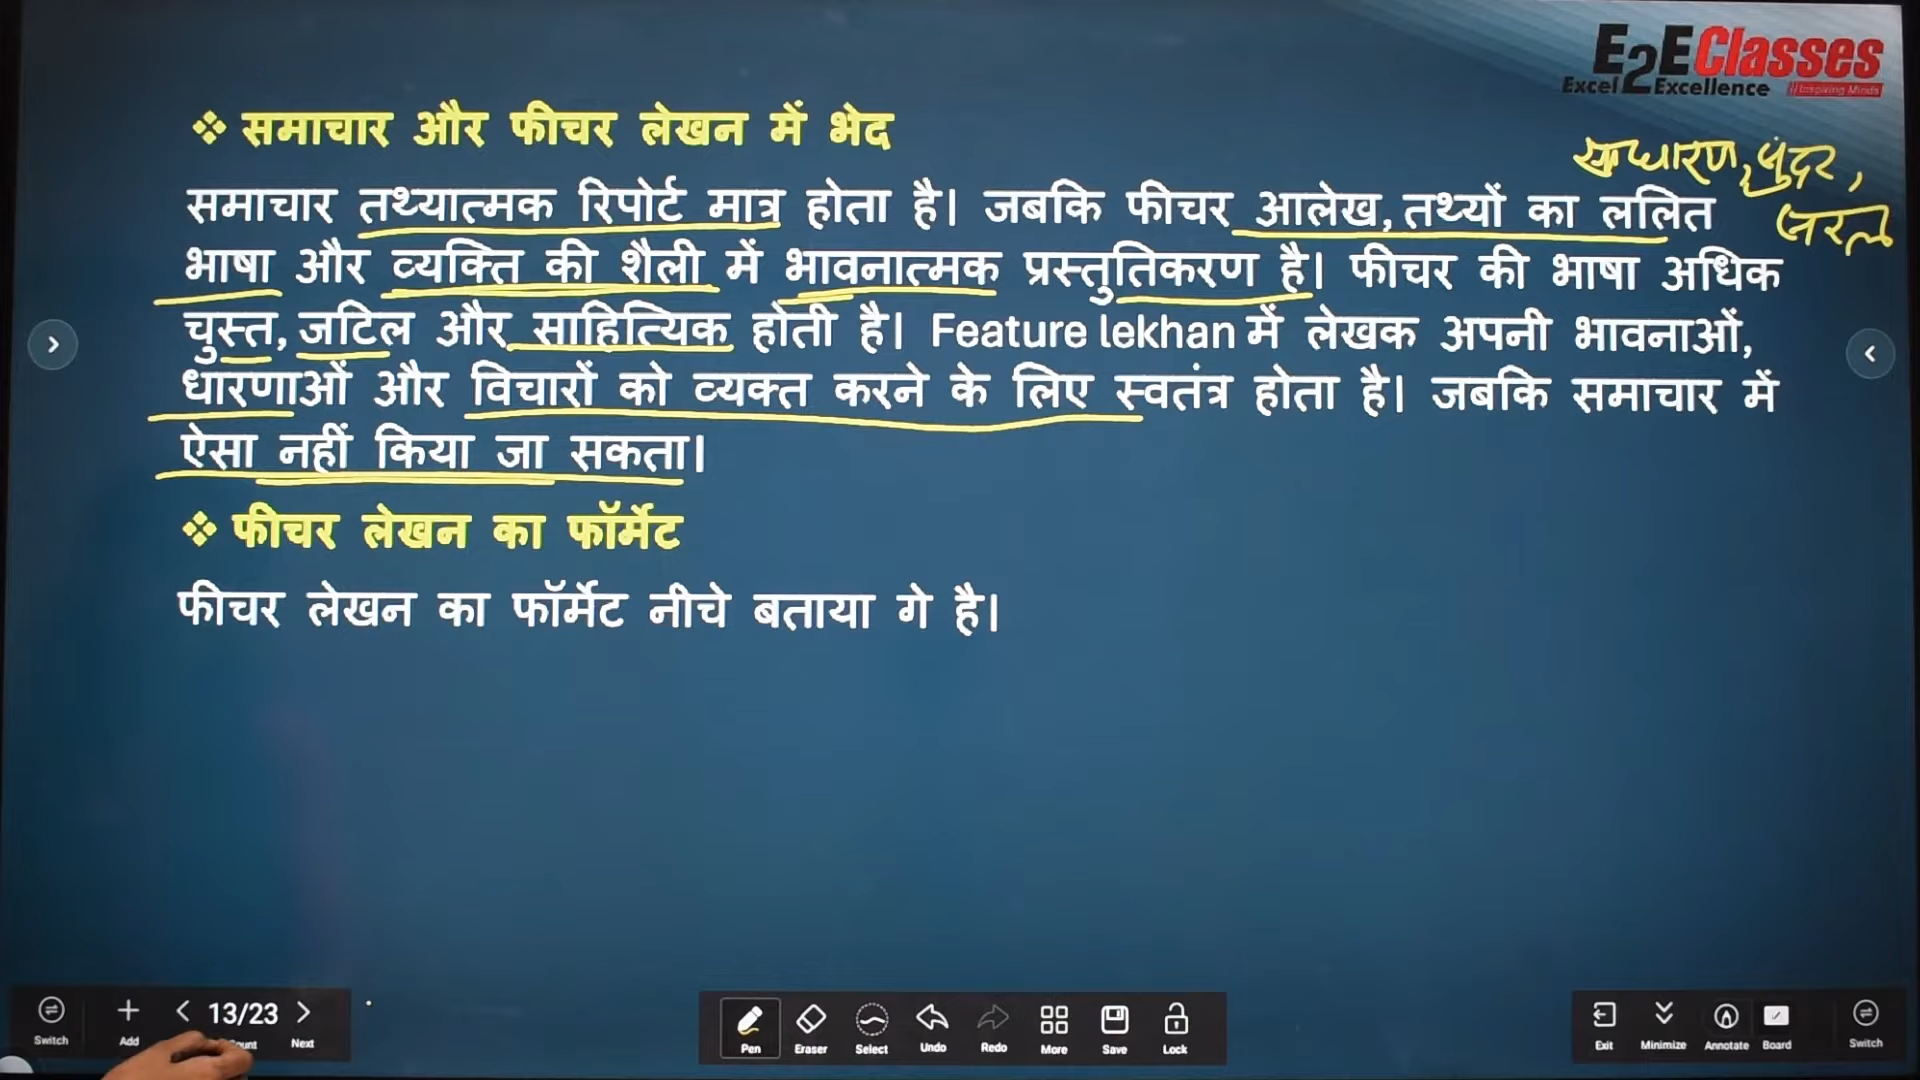 E2E Classes
Excel 2 Excellence Inspiring Minds
❖ समाचार और फीचर लेखन में भेद
साधारण, सुंदर,
सरल
समाचार तथ्यात्मक रिपोर्ट मात्र होता है। जबकि फीचर आलेख, तथ्यों का ललित
भाषा और व्यक्ति की शैली में भावनात्मक प्रस्तुतिकरण है। फीचर की भाषा अधिक
चुस्त, जटिल और साहित्यिक होती है। Feature lekhan में लेखक अपनी भावनाओं,
धारणाओं और विचारों को व्यक्त करने के लिए स्वतंत्र होता है। जबकि समाचार में
ऐसा नहीं किया जा सकता।
❖ फीचर लेखन का फॉर्मेट
फीचर लेखन का फॉर्मेट नीचे बताया गे है।
13/23
Switch Add Next Pen Eraser Select Undo Redo More Save Lock Exit Minimize Annotate Board Switch